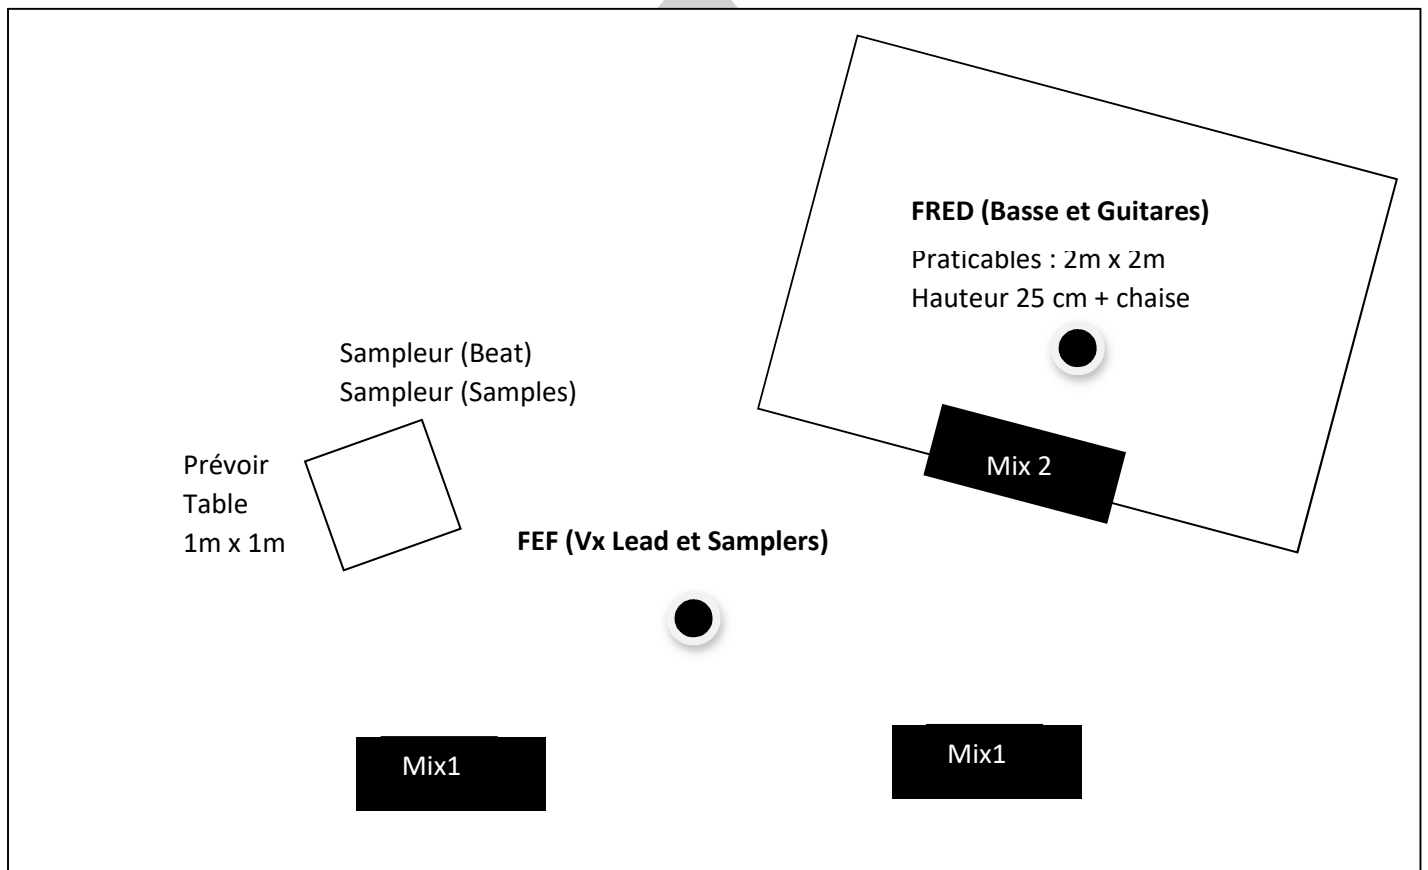 FRED (Basse et Guitares)
Praticables : 2m x 2m
Hauteur 25 cm + chaise
Sampleur (Beat)
Sampleur (Samples)
Prévoir
Table
1m x 1m
Mix 2
FEF (Vx Lead et Samplers)
Mix1
Mix1